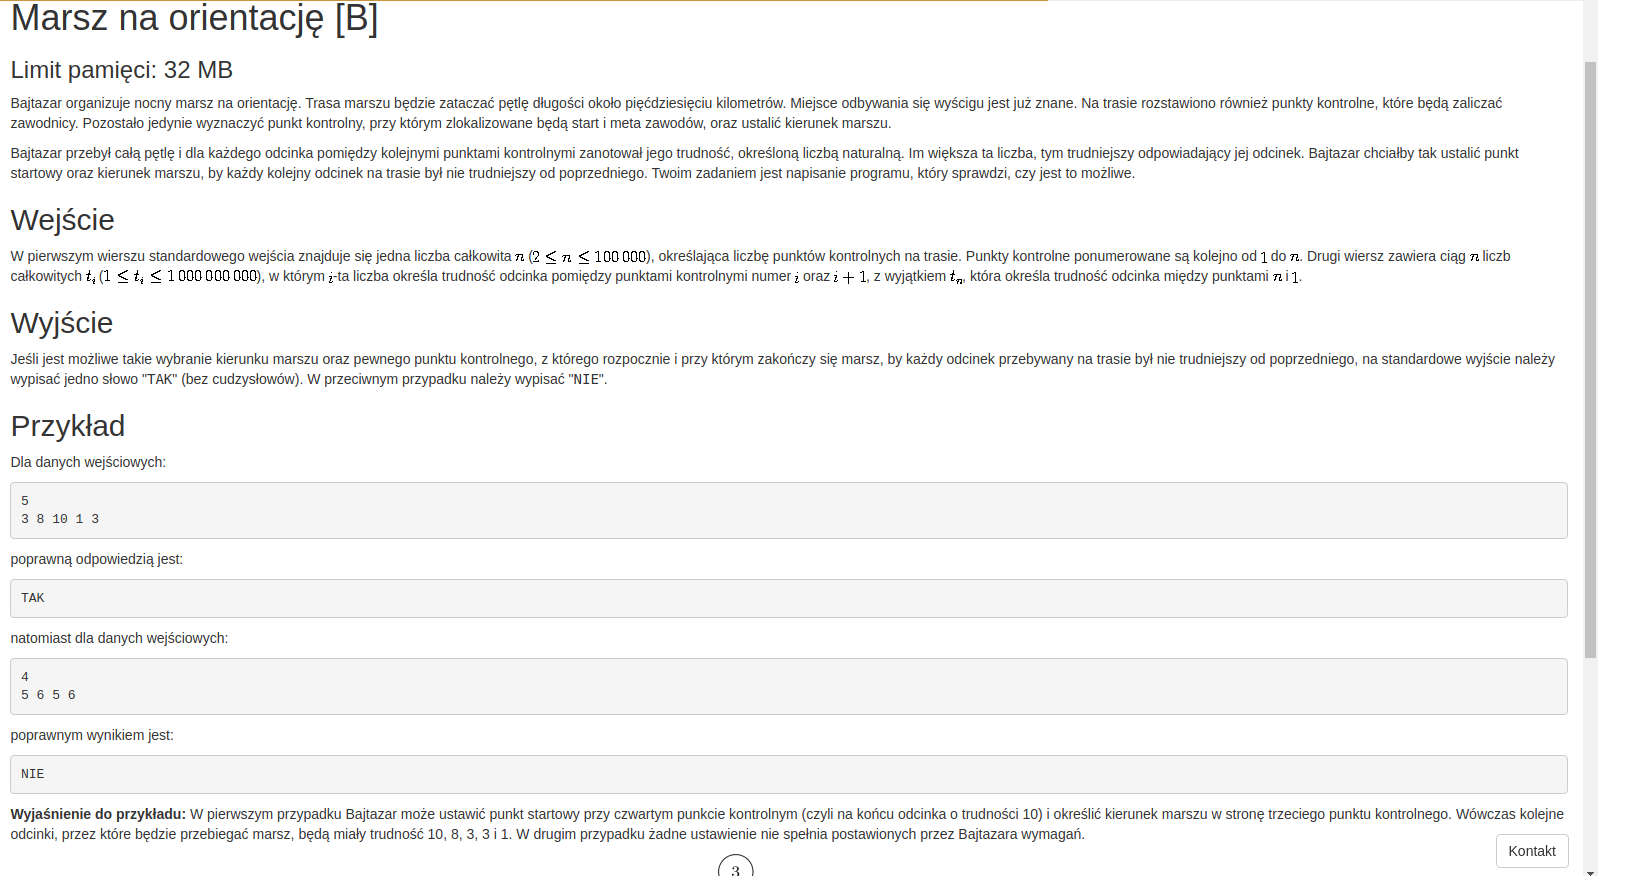 Marsz na orientację [B]
Limit pamięci: 32 MB
Bajtazar organizuje nocny marsz na orientację. Trasa marszu będzie zataczać pętlę długości około pięćdziesięciu kilometrów. Miejsce odbywania się wyścigu jest już znane. Na trasie rozstawiono również punkty kontrolne, które będą zaliczać
zawodnicy. Pozostało jedynie wyznaczyć punkt kontrolny, przy którym zlokalizowane będą start i meta zawodów, oraz ustalić kierunek marszu.
Bajtazar przebył całą pętlę i dla każdego odcinka pomiędzy kolejnymi punktami kontrolnymi zanotował jego trudność, określoną liczbą naturalną. Im większa ta liczba, tym trudniejszy odpowiadający jej odcinek. Bajtazar chciałby tak ustalić punkt
startowy oraz kierunek marszu, by każdy kolejny odcinek na trasie był nie trudniejszy od poprzedniego. Twoim zadaniem jest napisanie programu, który sprawdzi, czy jest to możliwe.
Wejście
W pierwszym wierszu standardowego wejścia znajduje się jedna liczba całkowita n (2 ≤ n ≤ 100 000), określająca liczbę punktów kontrolnych na trasie. Punkty kontrolne ponumerowane są kolejno od 1 do n. Drugi wiersz zawiera ciąg n liczb
całkowitych t_i (1 ≤ t_i ≤ 1 000 000 000), w którym i-ta liczba określa trudność odcinka pomiędzy punktami kontrolnymi numer i oraz i + 1, z wyjątkiem t_n, która określa trudność odcinka między punktami n i 1.
Wyjście
Jeśli jest możliwe takie wybranie kierunku marszu oraz pewnego punktu kontrolnego, z którego rozpocznie i przy którym zakończy się marsz, by każdy odcinek przebywany na trasie był nie trudniejszy od poprzedniego, na standardowe wyjście należy
wypisać jedno słowo "TAK" (bez cudzysłowów). W przeciwnym przypadku należy wypisać "NIE".
Przykład
Dla danych wejściowych:
5
3 8 10 1 3
poprawną odpowiedzią jest:
TAK
natomiast dla danych wejściowych:
4
5 6 5 6
poprawnym wynikiem jest:
NIE
Wyjaśnienie do przykładu: W pierwszym przypadku Bajtazar może ustawić punkt startowy przy czwartym punkcie kontrolnym (czyli na końcu odcinka o trudności 10) i określić kierunek marszu w stronę trzeciego punktu kontrolnego. Wówczas kolejne
odcinki, przez które będzie przebiegać marsz, będą miały trudność 10, 8, 3, 3 i 1. W drugim przypadku żadne ustawienie nie spełnia postawionych przez Bajtazara wymagań.
Kontakt
3